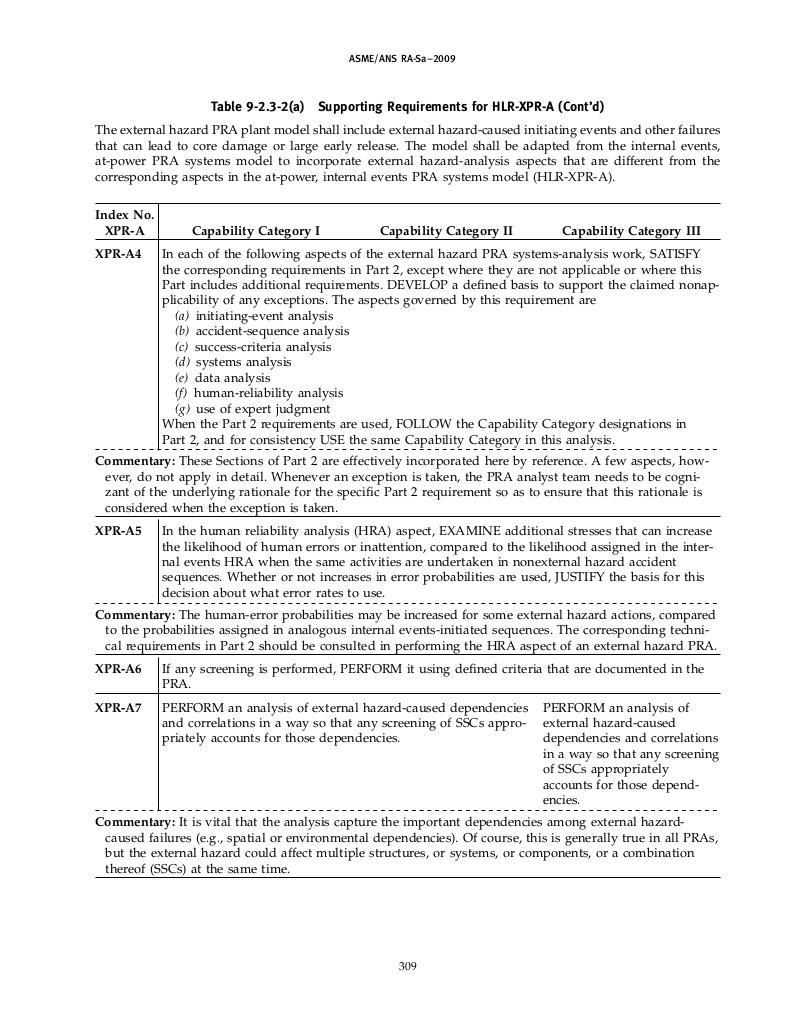 ASME/ANS RA-Sa–2009
Table 9-2.3-2(a) Supporting Requirements for HLR-XPR-A (Cont'd)
The external hazard PRA plant model shall include external hazard-caused initiating events and other failures
that can lead to core damage or large early release. The model shall be adapted from the internal events,
at-power PRA systems model to incorporate external hazard-analysis aspects that are different from the
corresponding aspects in the at-power, internal events PRA systems model (HLR-XPR-A).
Index No.
XPR-A Capability Category I Capability Category II Capability Category III
XPR-A4 In each of the following aspects of the external hazard PRA systems-analysis work, SATISFY
the corresponding requirements in Part 2, except where they are not applicable or where this
Part includes additional requirements. DEVELOP a defined basis to support the claimed nonap-
plicability of any exceptions. The aspects governed by this requirement are
(a) initiating-event analysis
(b) accident-sequence analysis
(c) success-criteria analysis
(d) systems analysis
(e) data analysis
(f) human-reliability analysis
(g) use of expert judgment
When the Part 2 requirements are used, FOLLOW the Capability Category designations in
Part 2, and for consistency USE the same Capability Category in this analysis.
Commentary: These Sections of Part 2 are effectively incorporated here by reference. A few aspects, how-
ever, do not apply in detail. Whenever an exception is taken, the PRA analyst team needs to be cogni-
zant of the underlying rationale for the specific Part 2 requirement so as to ensure that this rationale is
considered when the exception is taken.
XPR-A5 In the human reliability analysis (HRA) aspect, EXAMINE additional stresses that can increase
the likelihood of human errors or inattention, compared to the likelihood assigned in the inter-
nal events HRA when the same activities are undertaken in nonexternal hazard accident
sequences. Whether or not increases in error probabilities are used, JUSTIFY the basis for this
decision about what error rates to use.
Commentary: The human-error probabilities may be increased for some external hazard actions, compared
to the probabilities assigned in analogous internal events-initiated sequences. The corresponding techni-
cal requirements in Part 2 should be consulted in performing the HRA aspect of an external hazard PRA.
XPR-A6 If any screening is performed, PERFORM it using defined criteria that are documented in the
PRA.
XPR-A7 PERFORM an analysis of external hazard-caused dependencies
and correlations in a way so that any screening of SSCs appro-
priately accounts for those dependencies.
PERFORM an analysis of
external hazard-caused
dependencies and correlations
in a way so that any screening
of SSCs appropriately
accounts for those depend-
encies.
Commentary: It is vital that the analysis capture the important dependencies among external hazard-
caused failures (e.g., spatial or environmental dependencies). Of course, this is generally true in all PRAs,
but the external hazard could affect multiple structures, or systems, or components, or a combination
thereof (SSCs) at the same time.
309